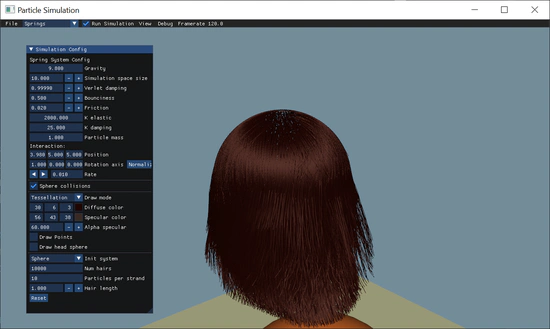 Particle Simulation
File Springs Run Simulation View Debug Framerate 120.0
Simulation Config
Spring System Config
9.000 Gravity
10.000 - + Simulation space size
0.99998 - + Verlet damping
0.500 - + Bounciness
0.020 - + Friction
2000.000 K elastic
25.000 K damping
1.000 Particle mass
Interaction:
3.980 5.000 5.000 Position
1.000 0.000 0.000 Rotation axis Normaliz
0.010 Rate
Sphere collisions
Tessellation Draw mode
30 6 3 Diffuse color
56 43 38 Specular color
60.000 - + Alpha specular
Draw Points
Draw head sphere
Sphere Init system
10000 Num hairs
10 Particles per strand
1.800 - + Hair length
Reset